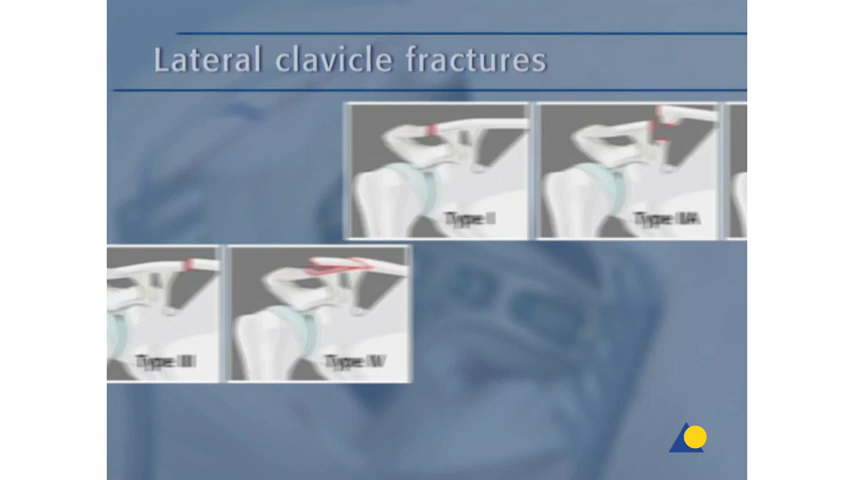 Lateral clavicle fractures
Type I
Type IIA
Type III
Type IV